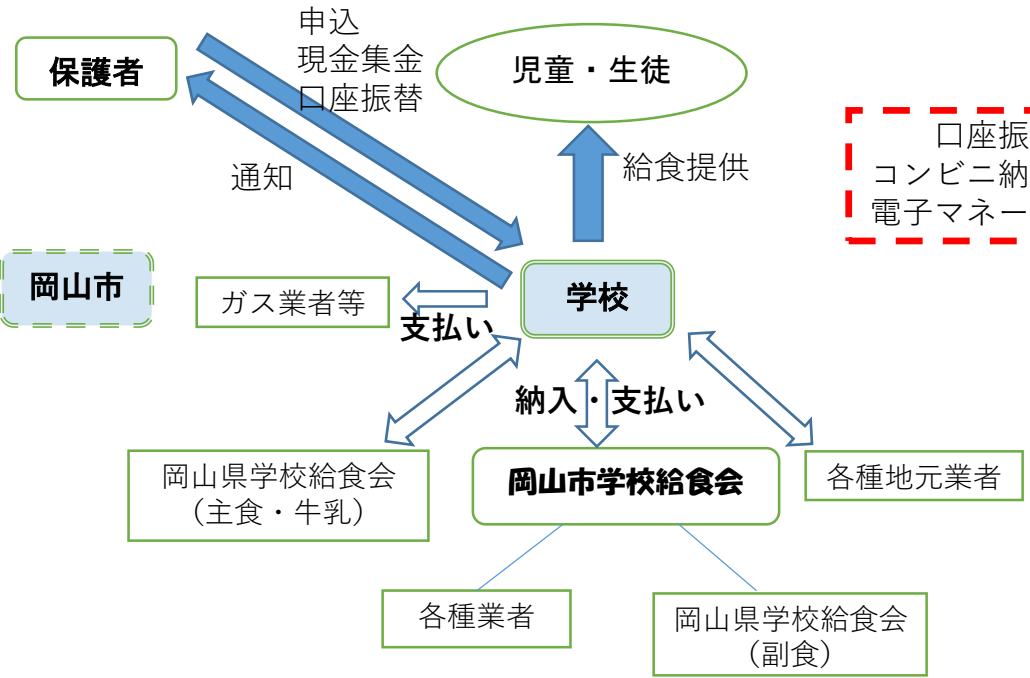 申込
現金集金
口座振替
保護者
児童・生徒
口座振
コンビニ納
電子マネー
通知
給食提供
岡山市
ガス業者等
学校
支払い
納入・支払い
岡山県学校給食会
（主食・牛乳）
岡山市学校給食会
各種地元業者
各種業者
岡山県学校給食会
（副食）